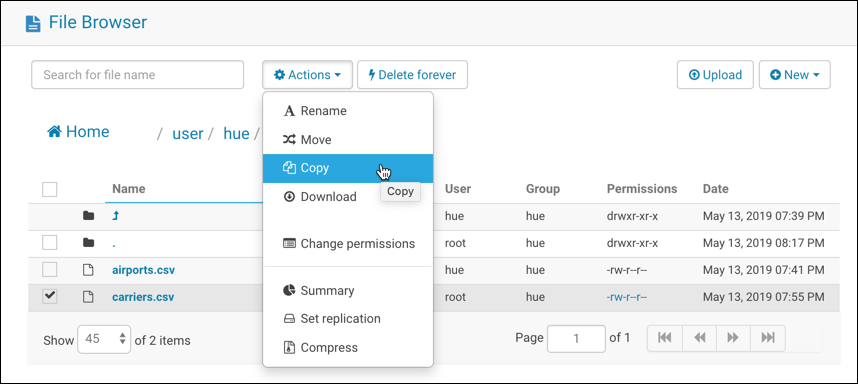 File Browser
Search for file name
Actions
Delete forever
Upload
New
Rename
Home / user / hue /
Move
Copy
Copy
Download
Name User Group Permissions Date
hue hue drwxr-xr-x May 13, 2019 07:39 PM
. root hue drwxr-xr-x May 13, 2019 08:17 PM
Change permissions
airports.csv hue hue -rw-r--r-- May 13, 2019 07:41 PM
carriers.csv root hue -rw-r--r-- May 13, 2019 07:55 PM
Summary
Set replication
Compress
Show 45 of 2 items
Page 1 of 1